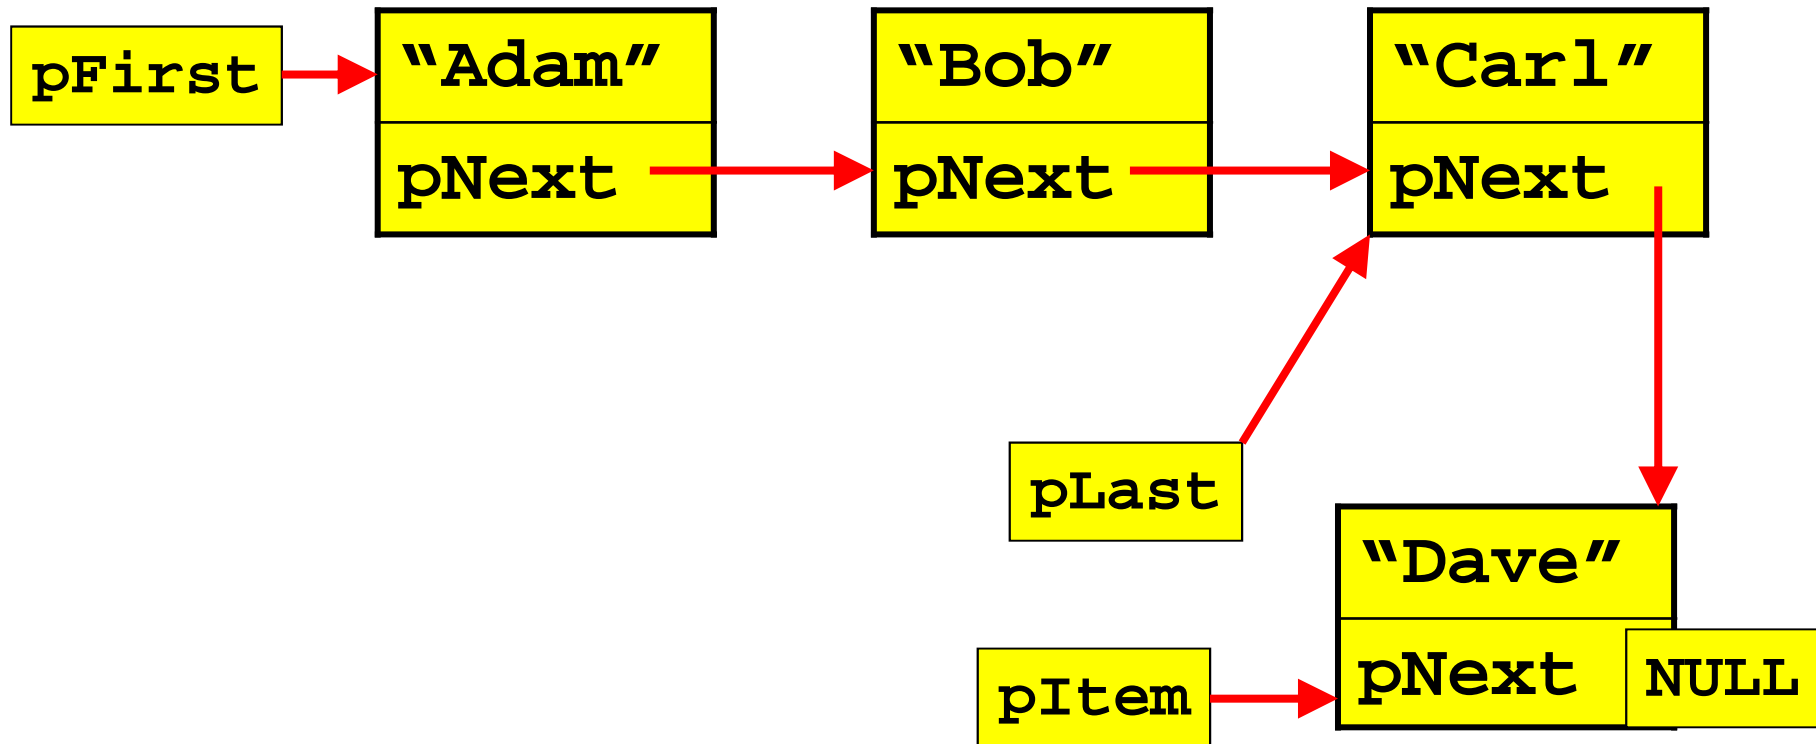 pFirst
“Adam”
pNext
“Bob”
pNext
“Carl”
pNext
pLast
“Dave”
pNext
NULL
pItem